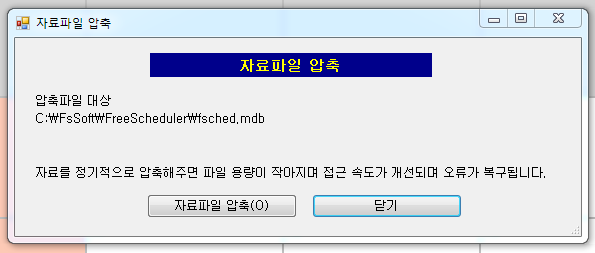 자료파일 압축
자료파일 압축
압축파일 대상
C:₩FsSoft₩FreeScheduler₩fsched.mdb
자료를 정기적으로 압축해주면 파일 용량이 작아지며 접근 속도가 개선되며 오류가 복구됩니다.
자료파일 압축(O) 닫기